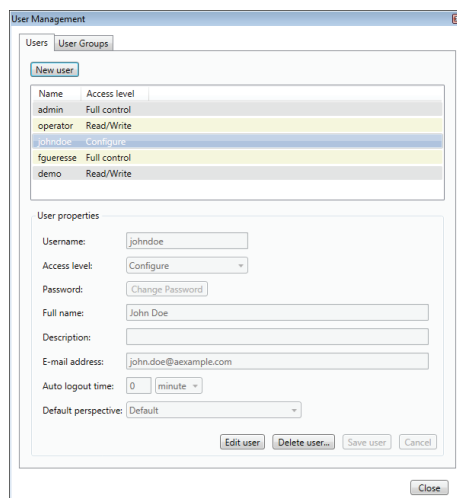 User Management
Users User Groups
New user
Name Access level
admin Full control
operator Read/Write
johndoe Configure
fgueresse Full control
demo Read/Write
User properties
Username: johndoe
Access level: Configure
Password: Change Password
Full name: John Doe
Description:
E-mail address: john.doe@aexample.com
Auto logout time: 0 minute
Default perspective: Default
Edit user Delete user... Save user Cancel
Close